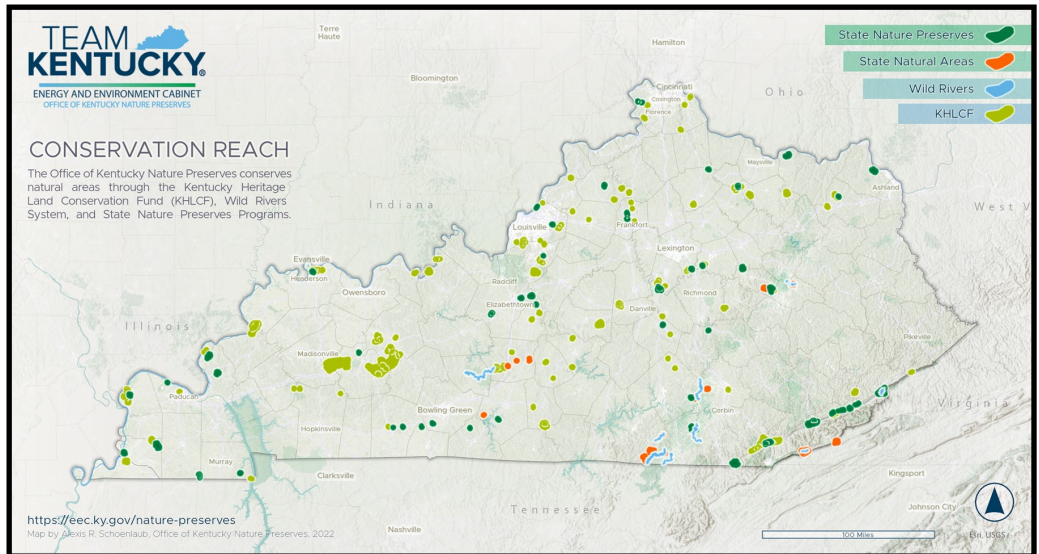 TEAM
KENTUCKY®
ENERGY AND ENVIRONMENT CABINET
OFFICE OF KENTUCKY NATURE PRESERVES
CONSERVATION REACH
The Office of Kentucky Nature Preserves conserves
natural areas through the Kentucky Heritage
Land Conservation Fund (KHLCF), Wild Rivers
System, and State Nature Preserves Programs.
State Nature Preserves
State Natural Areas
Wild Rivers
KHLCF
Terre
Haute
Hamilton
Bloomington
Cincinnati
Covington
Florence
Ohio
Maysville
Ashland
West V
Indiana
Louisville
Frankfort
Lexington
Evansville
Henderson
Owensboro
Radcliff
Elizabethtown
Richmond
Danville
Illinois
Madisonville
Pikeville
Paducah
Bowling Green
Corbin
Virginia
Hopkinsville
Murray
Clarksville
Kingsport
Tennessee
Johnson City
Nashville
https://eec.ky.gov/nature-preserves
Map by Alexis R. Schoenlaub, Office of Kentucky Nature Preserves, 2022
100 Miles
Esri, USGS